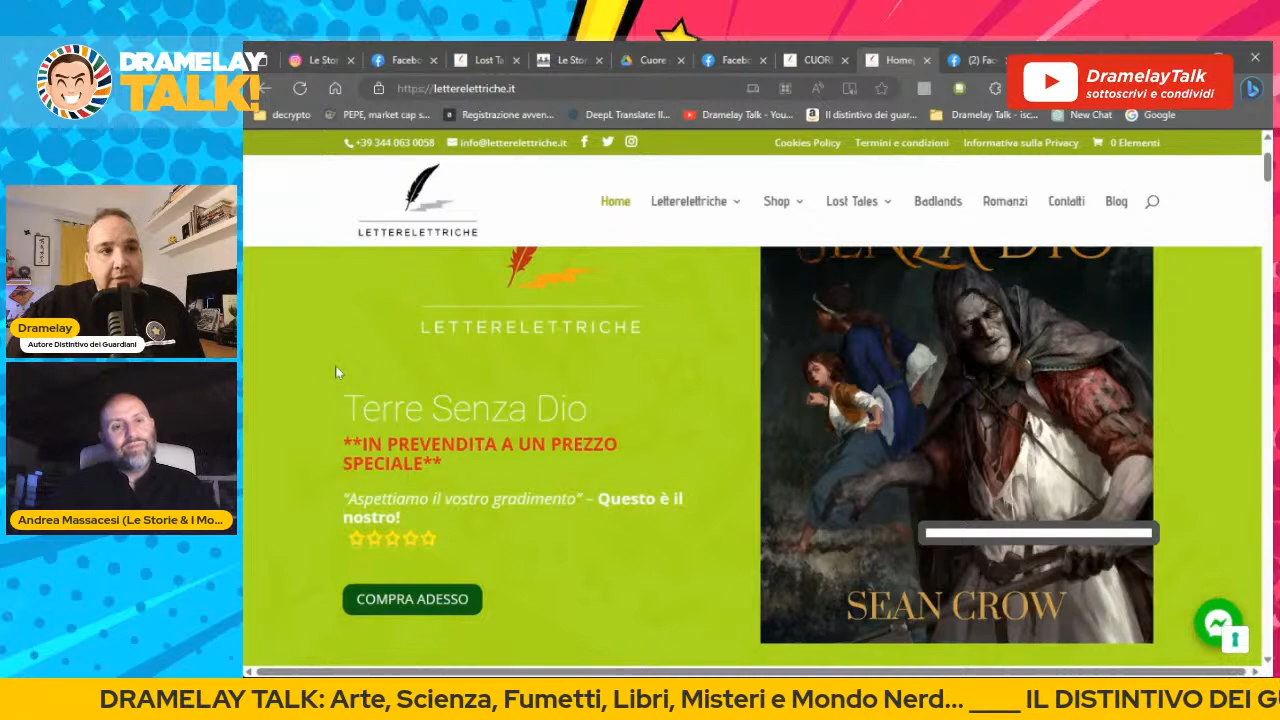 DRAMELAY
TALK!
Le Stor
Faceb
Lost Ta
Le Stor
Cuore
Faceb
CUORI
Home
(2) Fac
https://letterelettriche.it
decrypto
PEPE, market cap s...
Registrazione avven...
DeepL Translate: Il...
Dramelay Talk - You...
Il distintivo dei guar...
Dramelay Talk - isc...
New Chat
Google
DramelayTalk
sottoscrivi e condividi
+39 344 063 0058
info@letterelettriche.it
Cookies Policy
Termini e condizioni
Informativa sulla Privacy
0 Elementi
LETTERELETTRICHE
Home
Letterelettriche
Shop
Lost Tales
Badlands
Romanzi
Contatti
Blog
LETTERELETTRICHE
SENZA DIO
Terre Senza Dio
**IN PREVENDITA A UN PREZZO
SPECIALE**
“Aspettiamo il vostro gradimento” – Questo è il
nostro!
COMPRA ADESSO
SEAN CROW
Dramelay
Autore Distintivo dei Guardiani
Andrea Massacesi (Le Storie & I Mo...
DRAMELAY TALK: Arte, Scienza, Fumetti, Libri, Misteri e Mondo Nerd... ____ IL DISTINTIVO DEI G